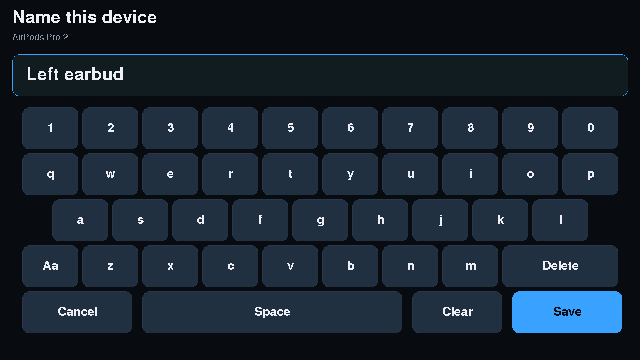 Name this device
AirPods Pro 2
Left earbud
1 2 3 4 5 6 7 8 9 0
q w e r t y u i o p
a s d f g h j k l
Aa z x c v b n m Delete
Cancel Space Clear Save